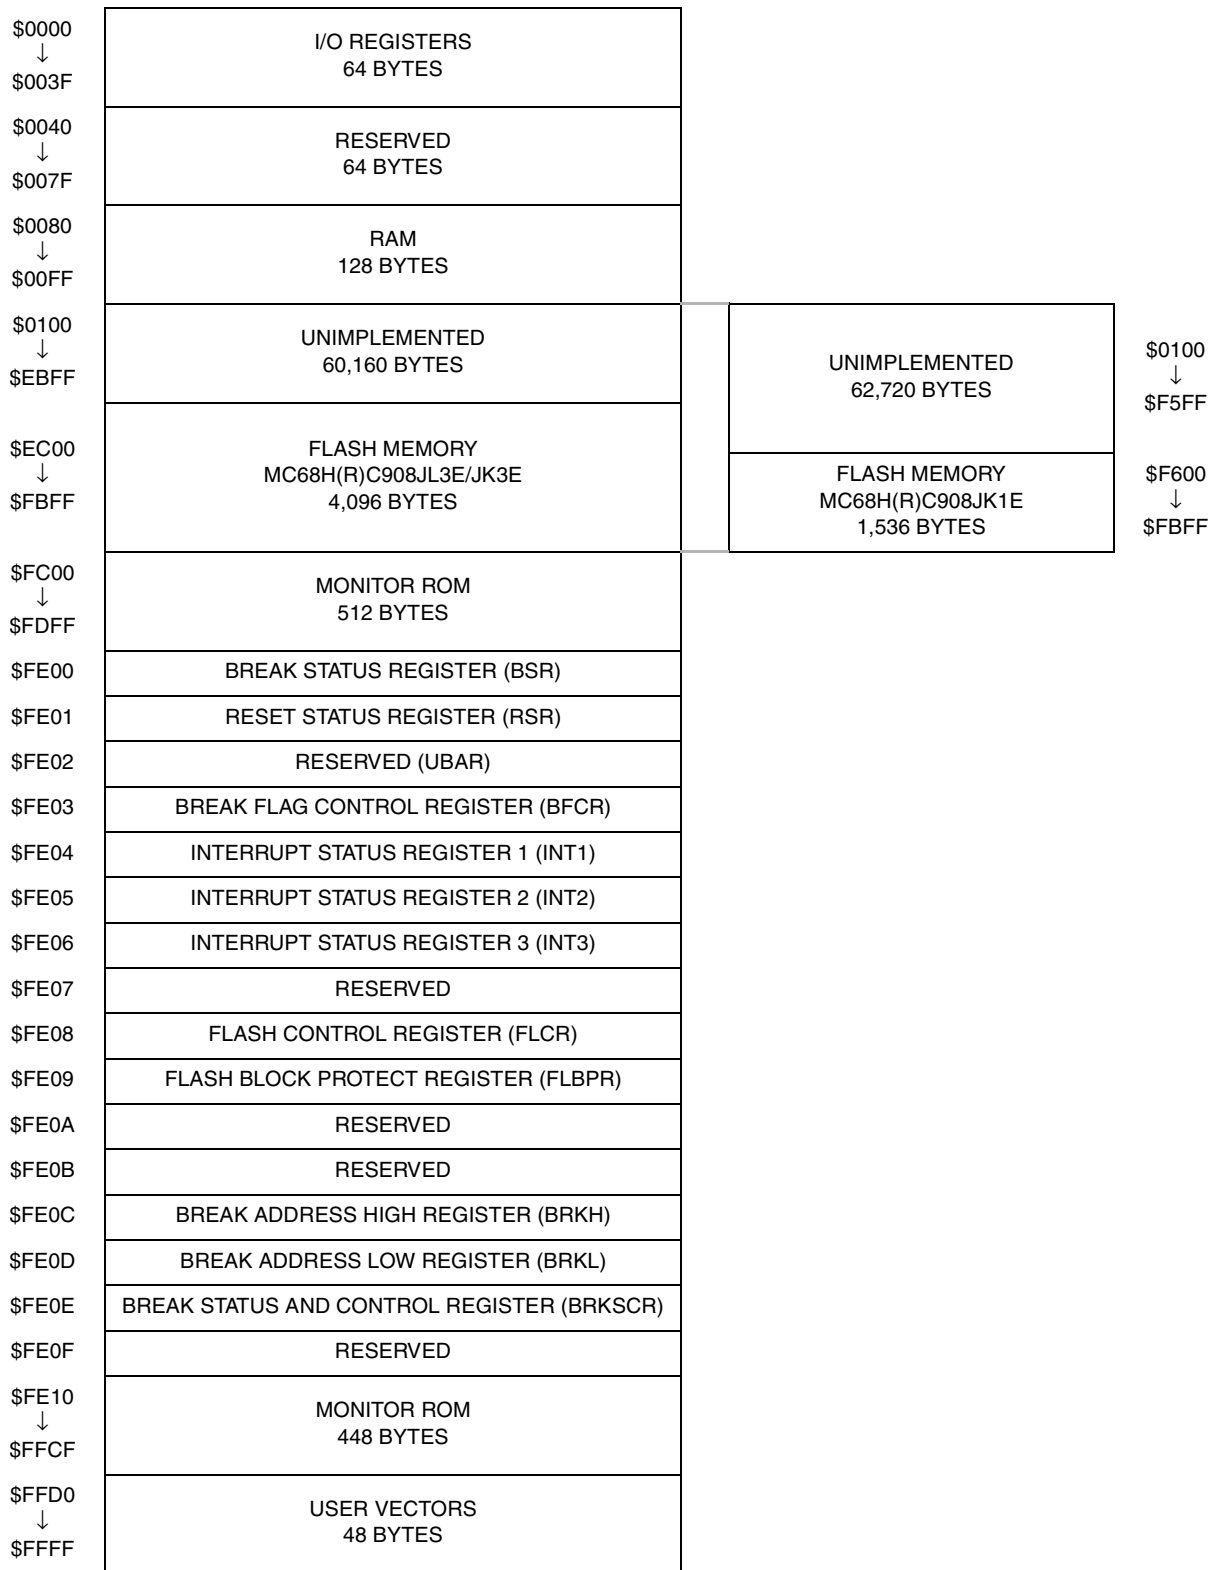 $0000
↓
$003F
I/O REGISTERS
64 BYTES
$0040
↓
$007F
RESERVED
64 BYTES
$0080
↓
$00FF
RAM
128 BYTES
$0100
↓
$EBFF
UNIMPLEMENTED
60,160 BYTES
UNIMPLEMENTED
62,720 BYTES
$0100
↓
$F5FF
$EC00
↓
$FBFF
FLASH MEMORY
MC68H(R)C908JL3E/JK3E
4,096 BYTES
FLASH MEMORY
MC68H(R)C908JK1E
1,536 BYTES
$F600
↓
$FBFF
$FC00
↓
$FDFF
MONITOR ROM
512 BYTES
$FE00 BREAK STATUS REGISTER (BSR)
$FE01 RESET STATUS REGISTER (RSR)
$FE02 RESERVED (UBAR)
$FE03 BREAK FLAG CONTROL REGISTER (BFCR)
$FE04 INTERRUPT STATUS REGISTER 1 (INT1)
$FE05 INTERRUPT STATUS REGISTER 2 (INT2)
$FE06 INTERRUPT STATUS REGISTER 3 (INT3)
$FE07 RESERVED
$FE08 FLASH CONTROL REGISTER (FLCR)
$FE09 FLASH BLOCK PROTECT REGISTER (FLBPR)
$FE0A RESERVED
$FE0B RESERVED
$FE0C BREAK ADDRESS HIGH REGISTER (BRKH)
$FE0D BREAK ADDRESS LOW REGISTER (BRKL)
$FE0E BREAK STATUS AND CONTROL REGISTER (BRKSCR)
$FE0F RESERVED
$FE10
↓
$FFCF
MONITOR ROM
448 BYTES
$FFD0
↓
$FFFF
USER VECTORS
48 BYTES